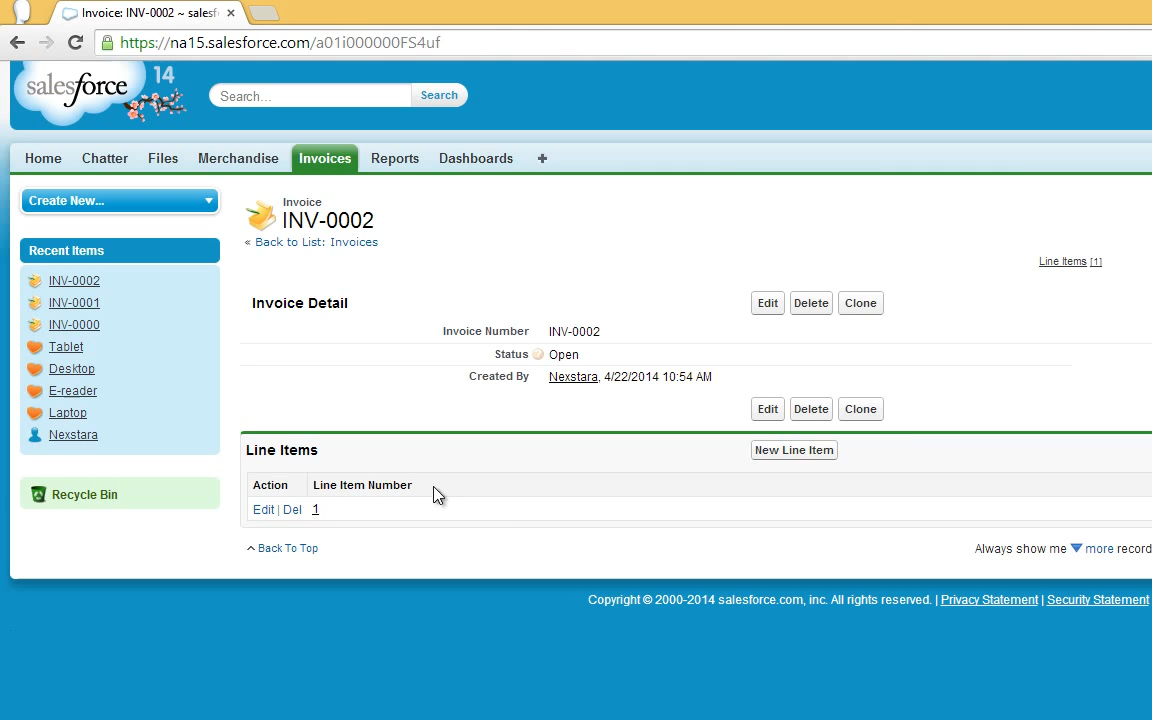 Invoice: INV-0002 ~ salesf
https://na15.salesforce.com/a01i000000FS4uf
salesforce 14
Search... Search
Home Chatter Files Merchandise Invoices Reports Dashboards +
Create New...
Invoice
INV-0002
« Back to List: Invoices
Recent Items
Line Items [1]
INV-0002
INV-0001
INV-0000
Tablet
Desktop
E-reader
Laptop
Nexstara
Recycle Bin
Invoice Detail Edit Delete Clone
Invoice Number INV-0002
Status Open
Created By Nexstara, 4/22/2014 10:54 AM
Edit Delete Clone
Line Items New Line Item
Action Line Item Number
Edit | Del 1
Back To Top Always show me more record
Copyright © 2000-2014 salesforce.com, inc. All rights reserved. | Privacy Statement | Security Statement